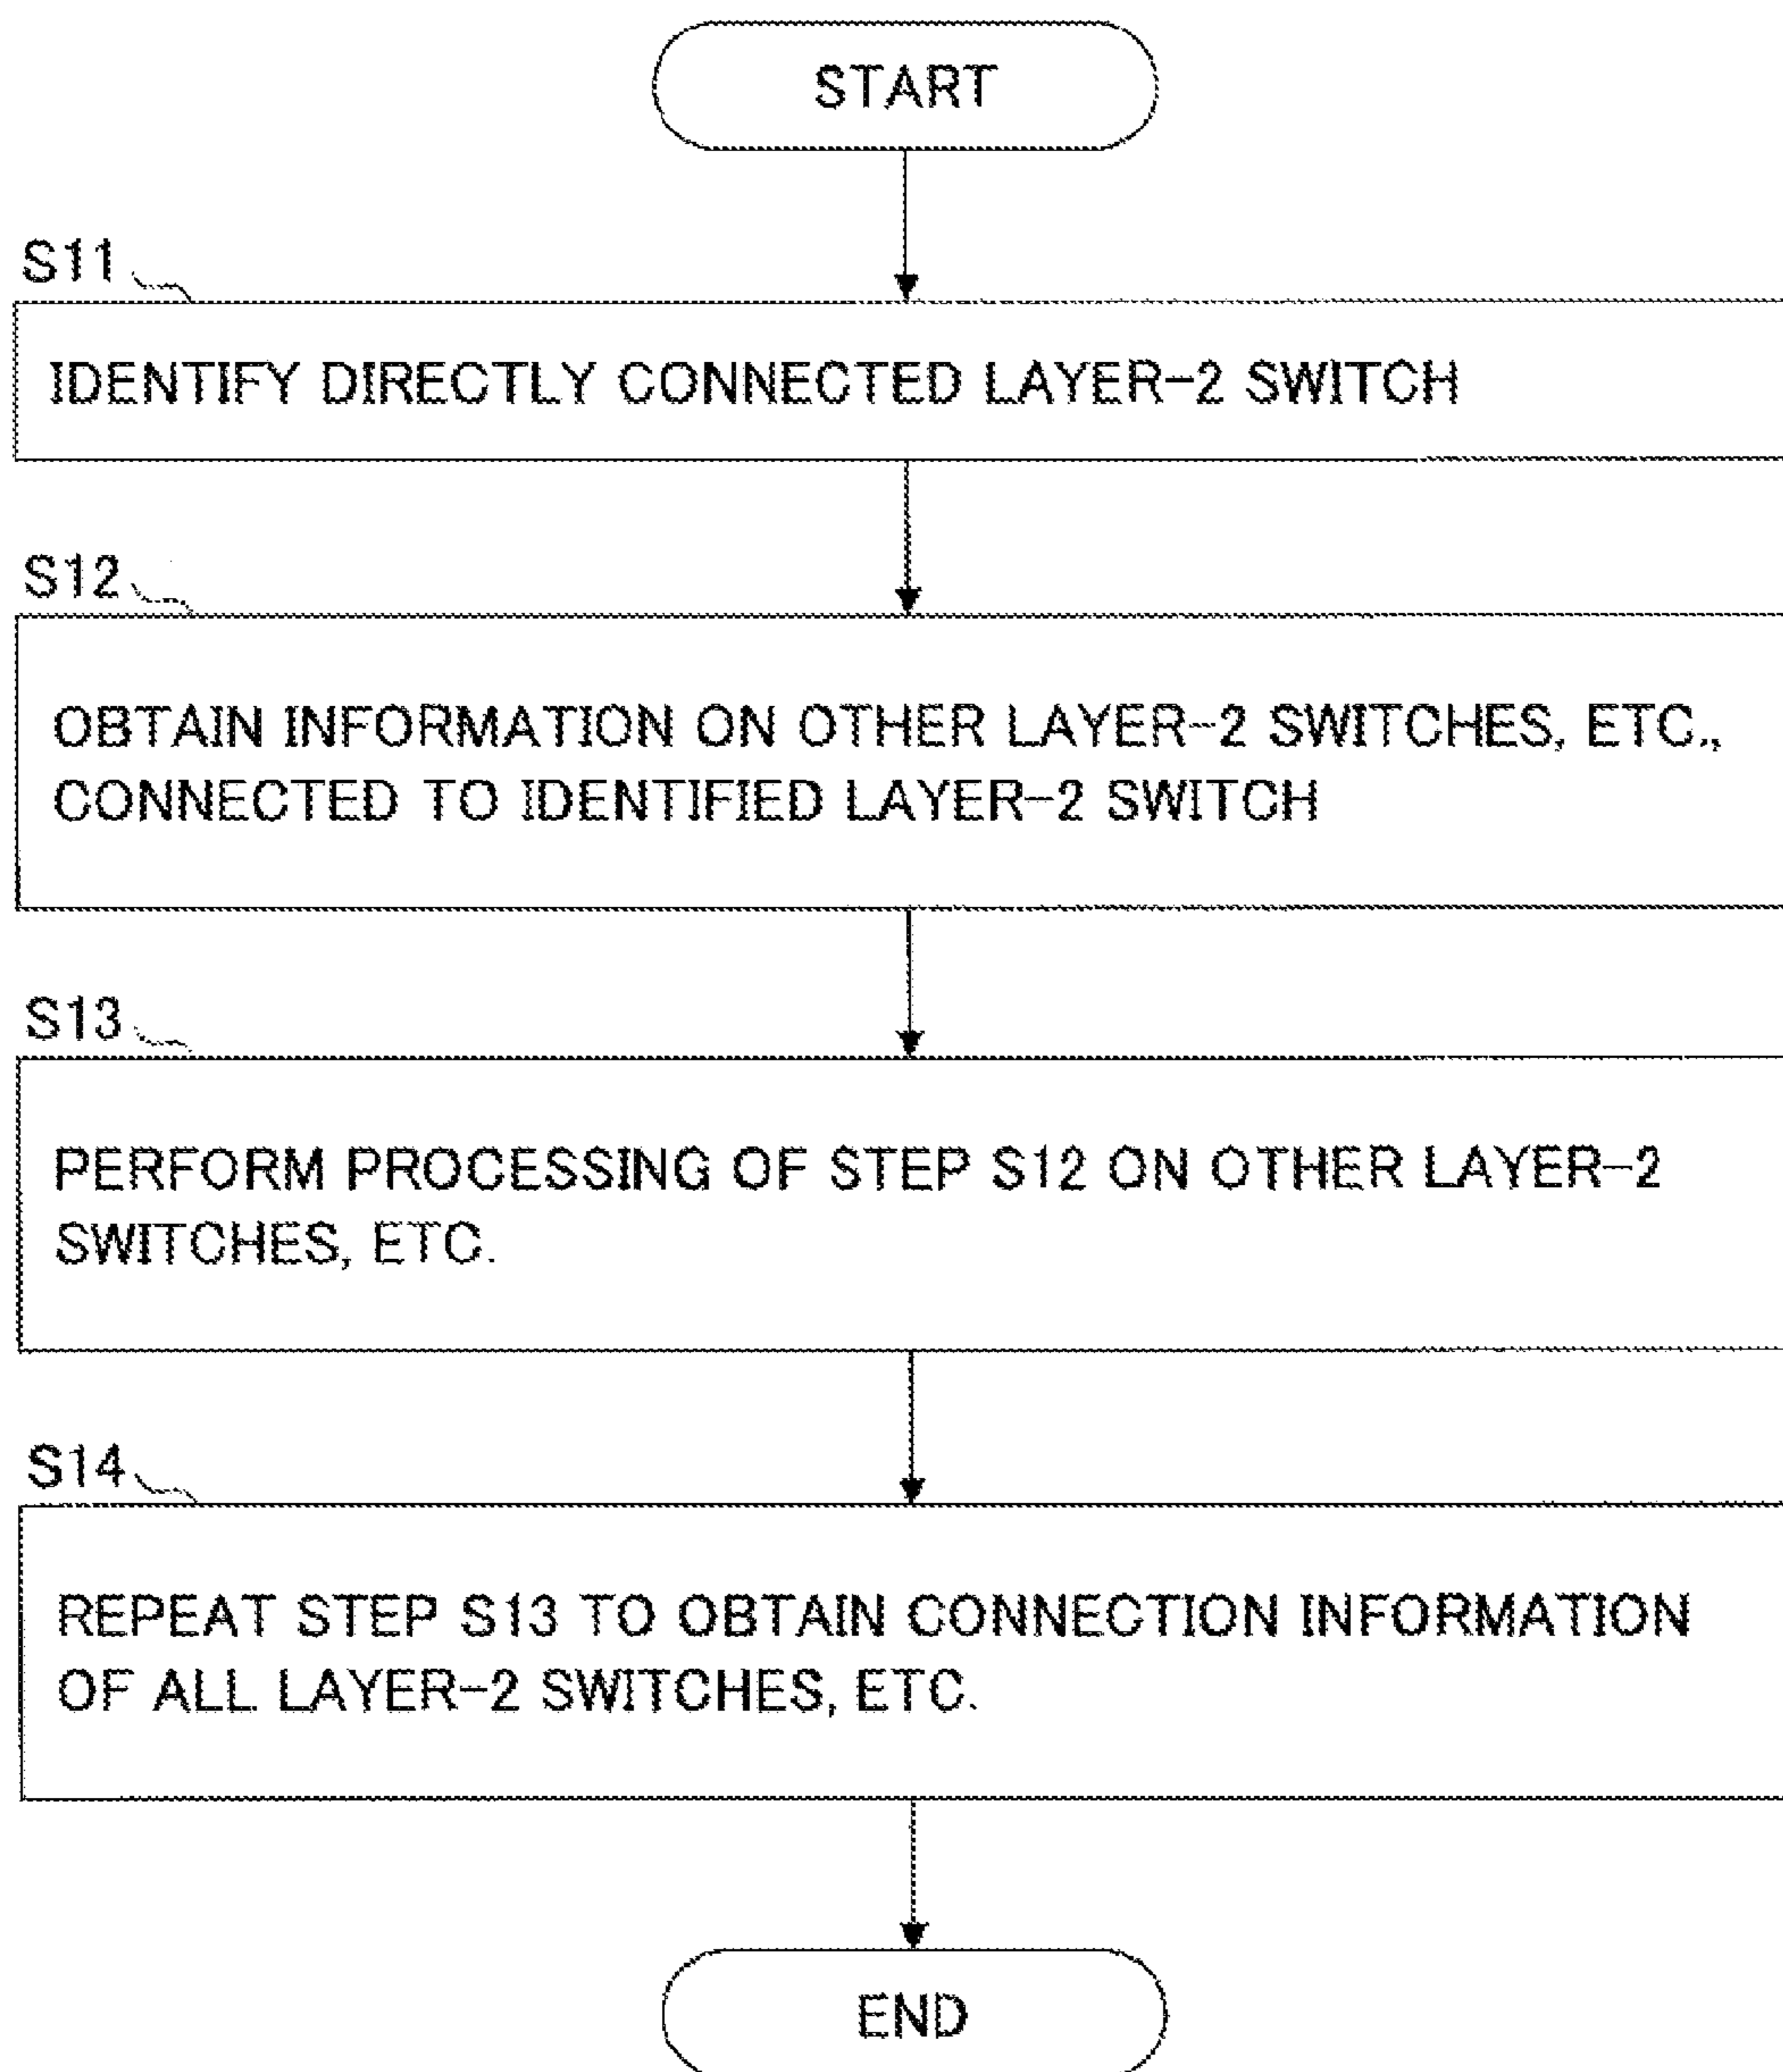 START
S11
IDENTIFY DIRECTLY CONNECTED LAYER-2 SWITCH
S12
OBTAIN INFORMATION ON OTHER LAYER-2 SWITCHES, ETC.,
CONNECTED TO IDENTIFIED LAYER-2 SWITCH
S13
PERFORM PROCESSING OF STEP S12 ON OTHER LAYER-2
SWITCHES, ETC.
S14
REPEAT STEP S13 TO OBTAIN CONNECTION INFORMATION
OF ALL LAYER-2 SWITCHES, ETC.
END